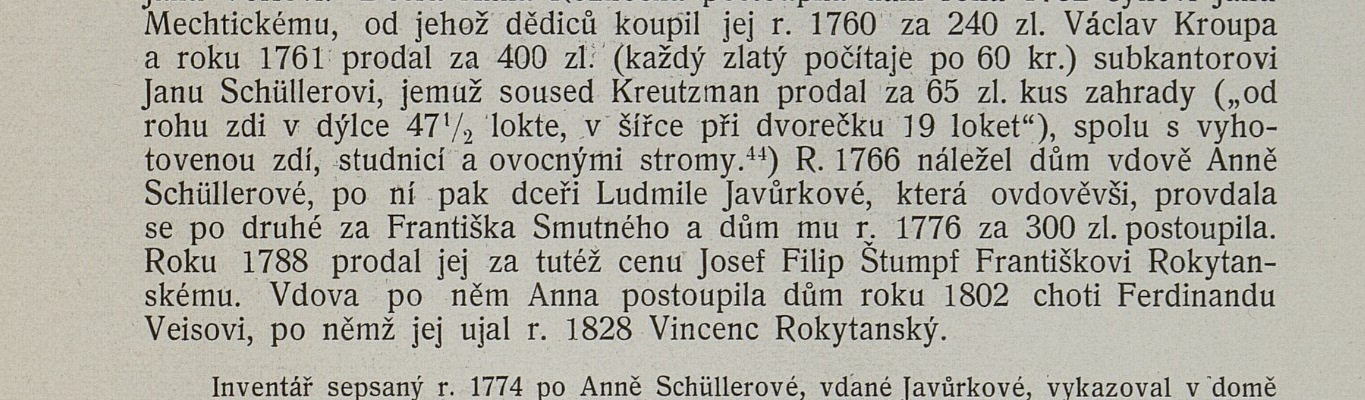 Mechtickému, od jehož dědiců koupil jej r. 1760 za 240 zl. Václav Kroupa
a roku 1761 prodal za 400 zl. (každý zlatý počítaje po 60 kr.) subkantorovi
Janu Schüllerovi, jemuž soused Kreutzman prodal za 65 zl. kus zahrady („od
rohu zdi v dýlce 47¹/₂ lokte, v šířce při dvorečku 19 loket“), spolu s vyho-
tovenou zdí, studnicí a ovocnými stromy.⁴⁴) R. 1766 náležel dům vdově Anně
Schüllerové, po ní pak dceři Ludmile Javůrkové, která ovdověvši, provdala
se po druhé za Františka Smutného a dům mu r. 1776 za 300 zl. postoupila.
Roku 1788 prodal jej za tutéž cenu Josef Filip Štumpf Františkovi Rokytan-
skému. Vdova po něm Anna postoupila dům roku 1802 choti Ferdinandu
Veisovi, po němž jej ujal r. 1828 Vincenc Rokytanský.
Inventář sepsaný r. 1774 po Anně Schüllerové, vdané Javůrkové, vykazoval v domě